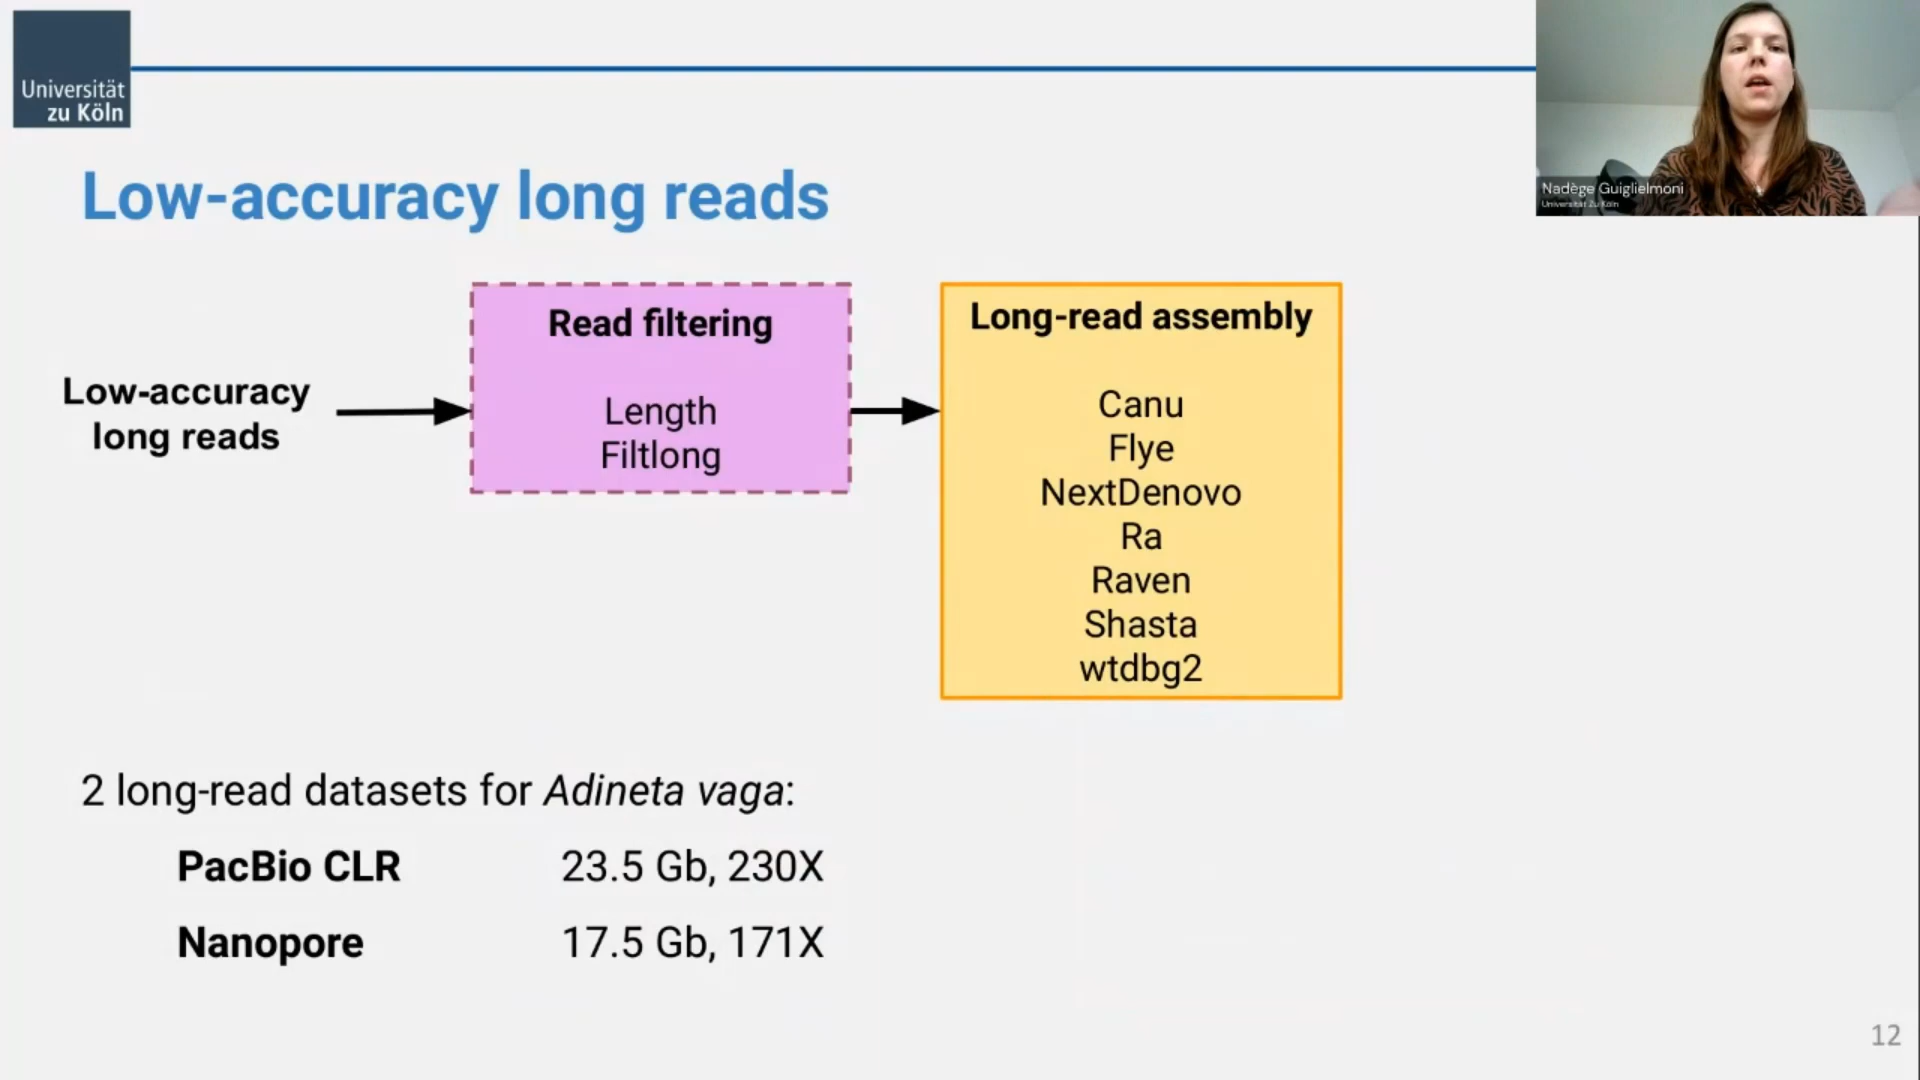 Universität
zu Köln
Nadège Guiglielmoni
Universität Zu Köln
Low-accuracy long reads
Low-accuracy
long reads
Read filtering
Length
Filtlong
Long-read assembly
Canu
Flye
NextDenovo
Ra
Raven
Shasta
wtdbg2
2 long-read datasets for Adineta vaga:
PacBio CLR 23.5 Gb, 230X
Nanopore 17.5 Gb, 171X
12